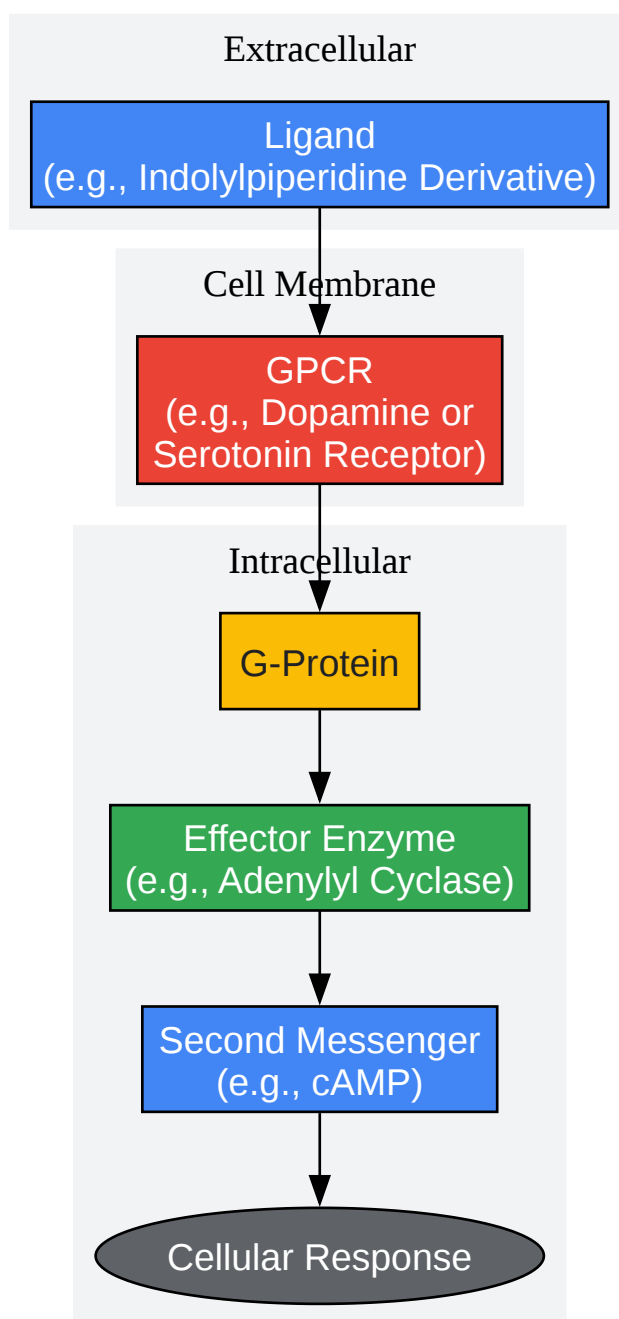 Extracellular
Ligand
(e.g., Indolylpiperidine Derivative)
Cell Membrane
GPCR
(e.g., Dopamine or
Serotonin Receptor)
Intracellular
G-Protein
Effector Enzyme
(e.g., Adenylyl Cyclase)
Second Messenger
(e.g., cAMP)
Cellular Response